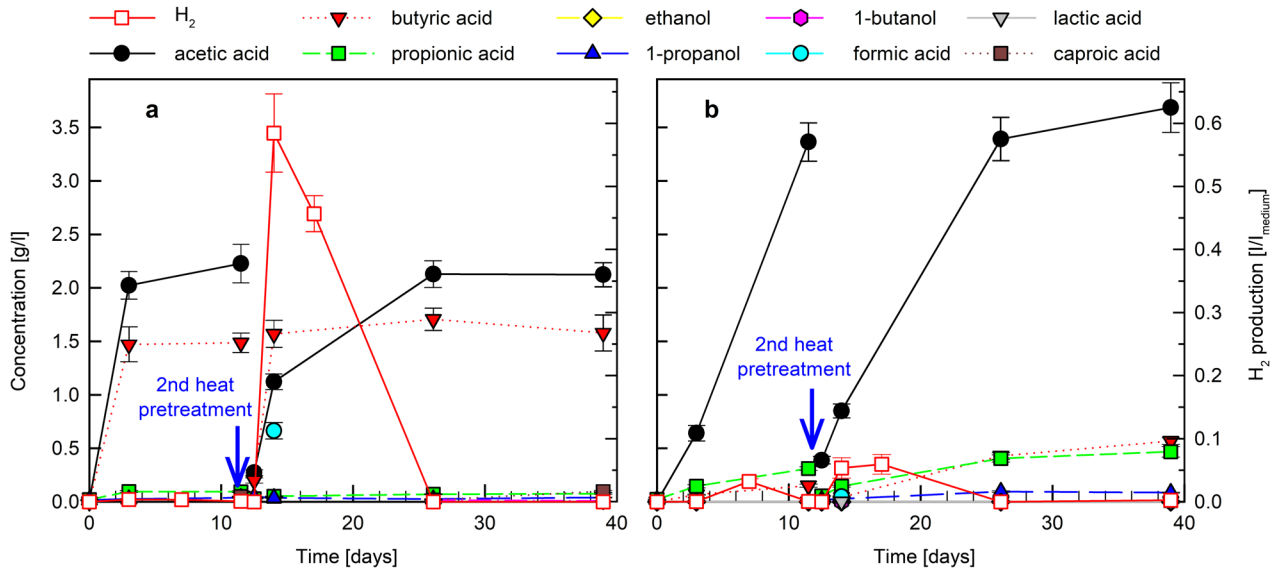 H2 butyric acid ethanol 1-butanol lactic acid
acetic acid propionic acid 1-propanol formic acid caproic acid
a
b
Concentration [g/l]
3.5
3.0
2.5
2.0
1.5
1.0
0.5
0.0
2nd heat
pretreatment
2nd heat
pretreatment
0.6
0.5
0.4
0.3
0.2
0.1
0.0
H2 production [l/lmedium]
0 10 20 30 40
0 10 20 30 40
Time [days]
Time [days]